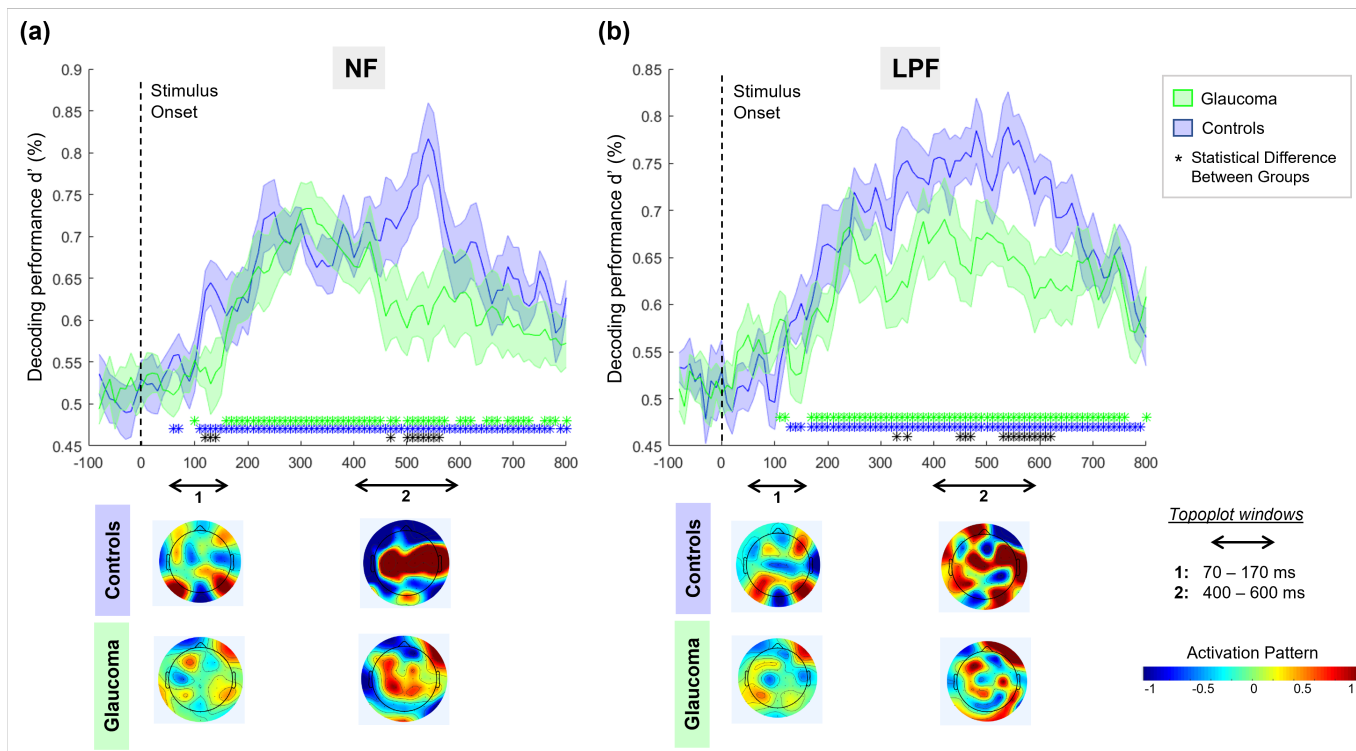 (a)
NF
0.9
0.85
0.8
0.75
0.7
0.65
0.6
0.55
0.5
0.45
Decoding performance d' (%)
Stimulus
Onset
-100 0 100 200 300 400 500 600 700 800
1 2
(b)
LPF
0.85
0.8
0.75
0.7
0.65
0.6
0.55
0.5
0.45
Decoding performance d' (%)
Stimulus
Onset
-100 0 100 200 300 400 500 600 700 800
1 2
Glaucoma
Controls
* Statistical Difference
Between Groups
Controls
Glaucoma
Controls
Glaucoma
Topoplot windows
1: 70 – 170 ms
2: 400 – 600 ms
Activation Pattern
-1 -0.5 0 0.5 1